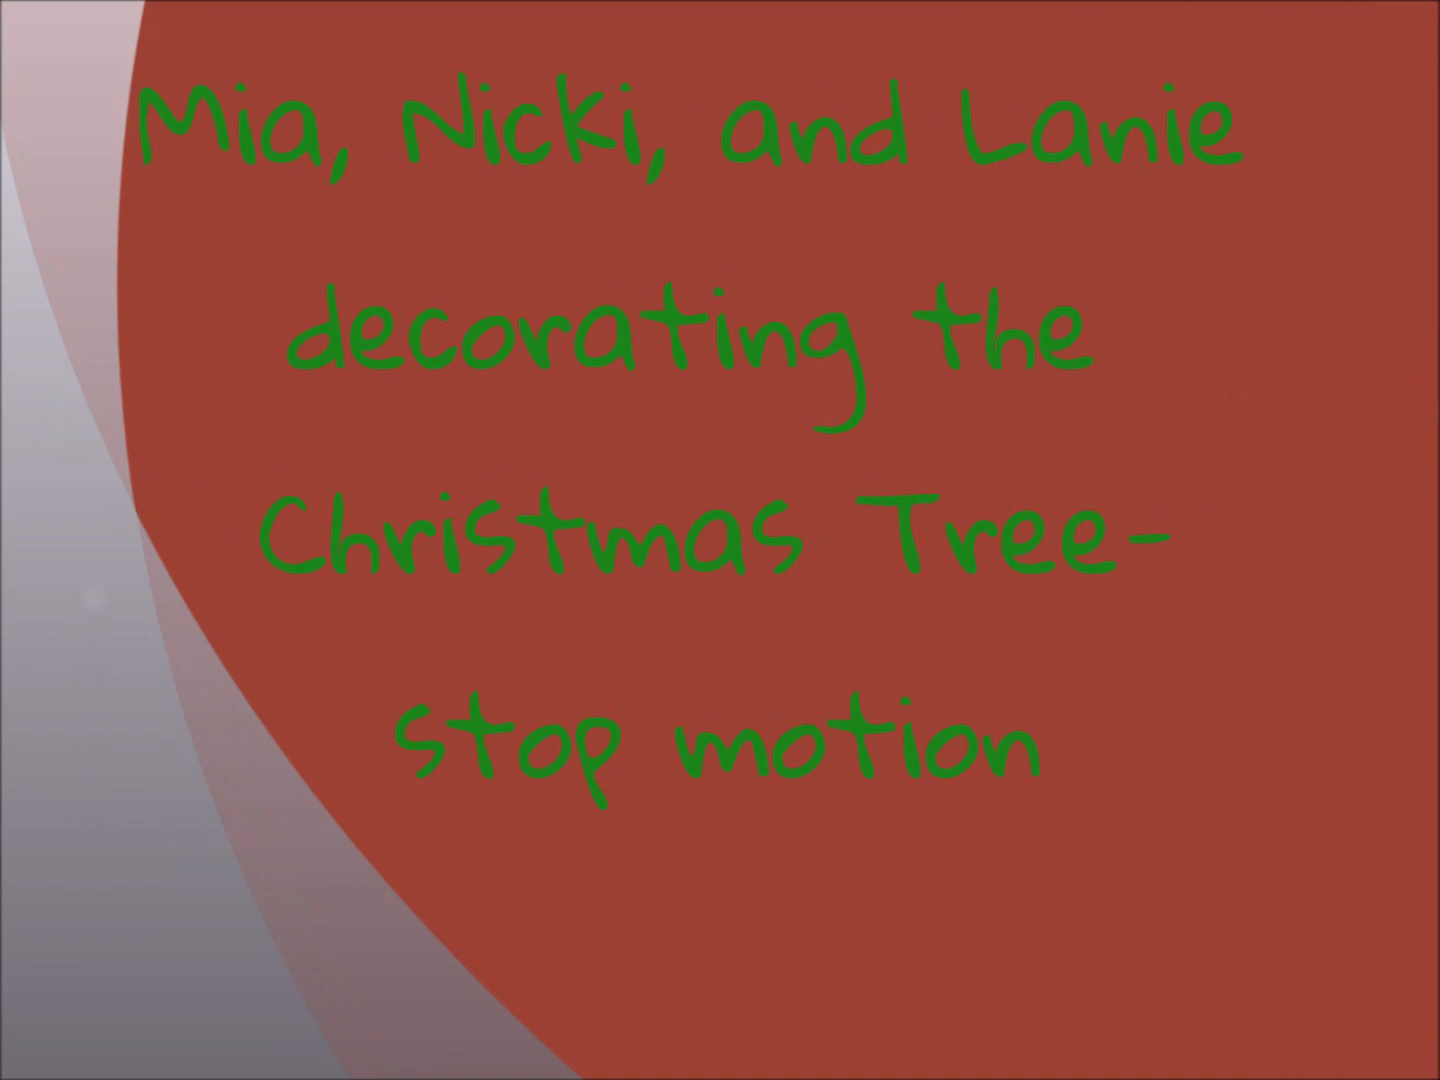 Mia, Nicki, and Lanie
decorating the
Christmas Tree-
stop motion